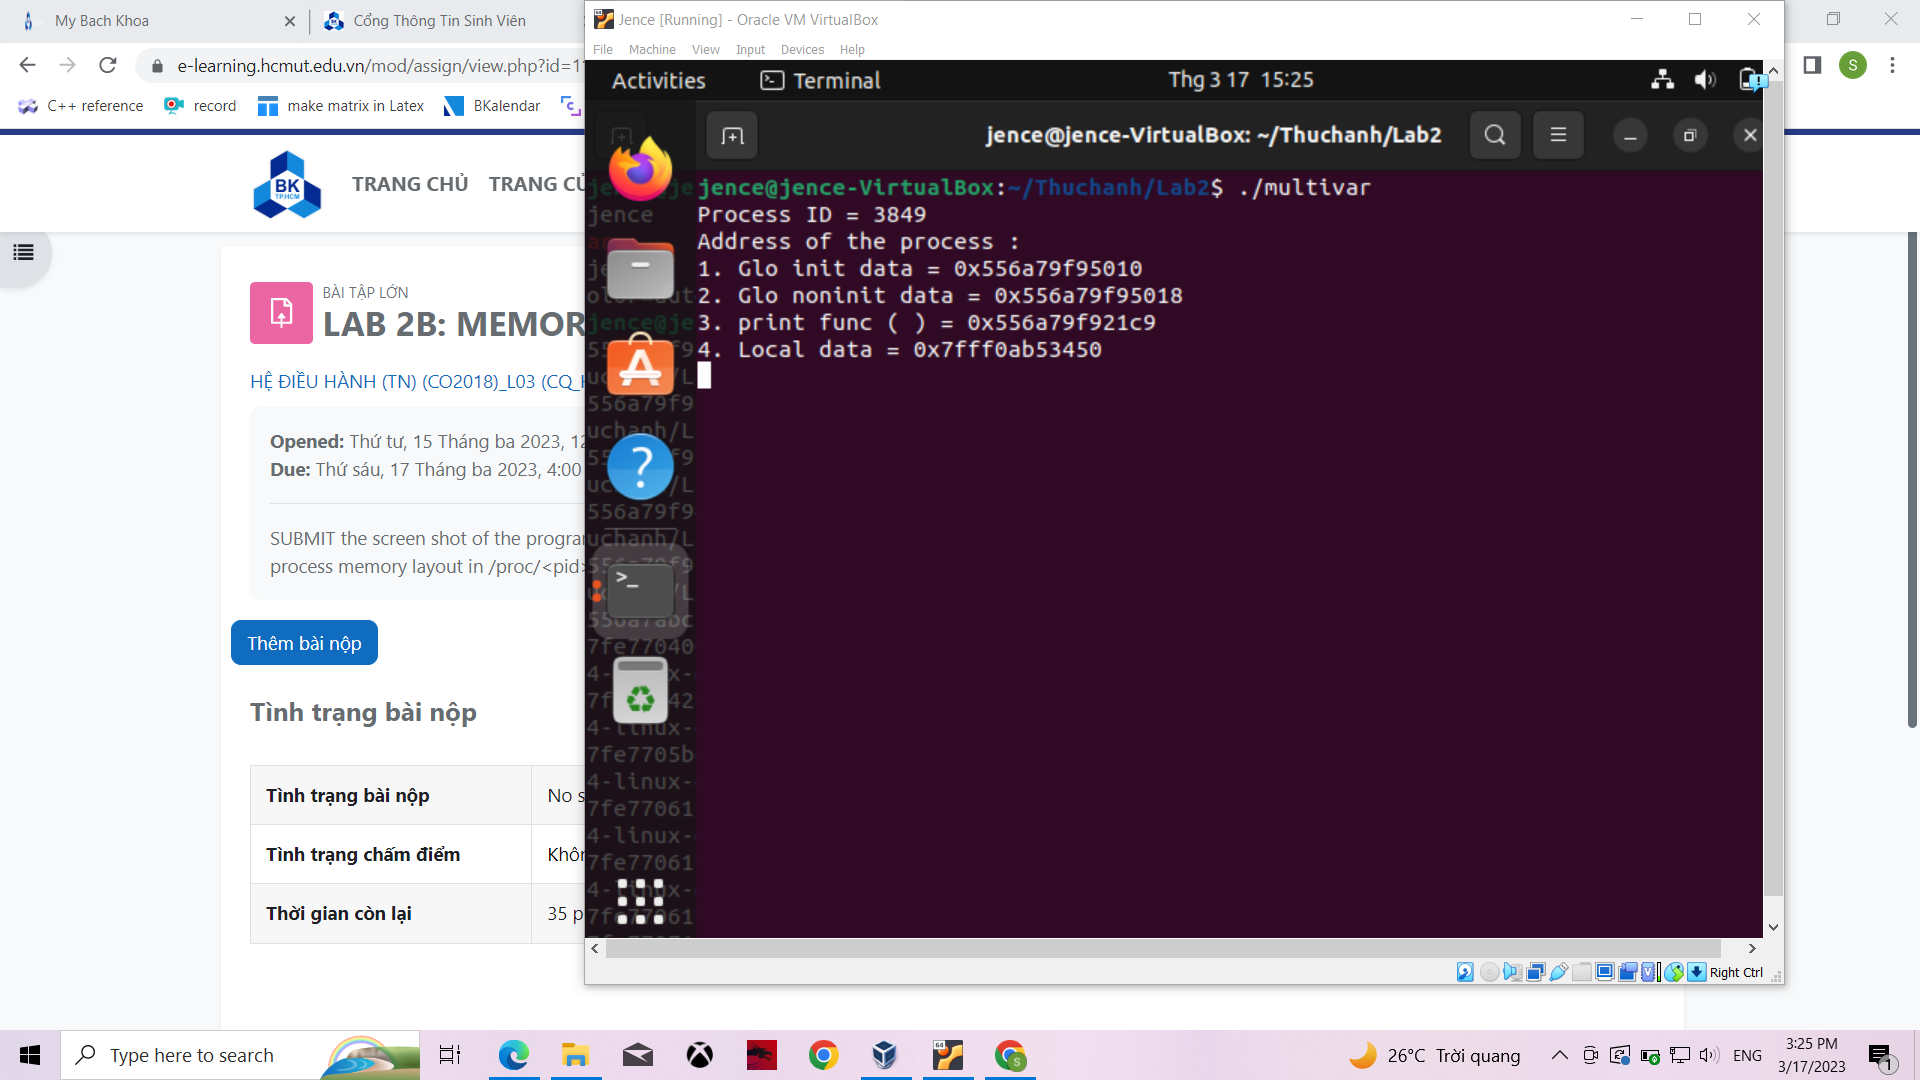 My Bach Khoa
Cổng Thông Tin Sinh Viên
e-learning.hcmut.edu.vn/mod/assign/view.php?id=1
S
C++ reference
record
make matrix in Latex
BKalendar
BK
TP.HCM
TRANG CHỦ
TRANG
BÀI TẬP LỚN
LAB 2B: MEMOR
HỆ ĐIỀU HÀNH (TN) (CO2018)_L03 (CQ_H
Opened: Thứ tư, 15 Tháng ba 2023, 12
Due: Thứ sáu, 17 Tháng ba 2023, 4:00
SUBMIT the screen shot of the progra
process memory layout in /proc/<pid>
Thêm bài nộp
Tình trạng bài nộp
Tình trạng bài nộp
No s
Tình trạng chấm điểm
Khôn
Thời gian còn lại
35 p
Jence [Running] - Oracle VM VirtualBox
File Machine View Input Devices Help
Activities
Terminal
Thg 3 17 15:25
jence@jence-VirtualBox: ~/Thuchanh/Lab2
jence@jence-VirtualBox:~/Thuchanh/Lab2$ ./multivar
Process ID = 3849
Address of the process :
1. Glo init data = 0x556a79f95010
2. Glo noninit data = 0x556a79f95018
3. print func ( ) = 0x556a79f921c9
4. Local data = 0x7fff0ab53450
Right Ctrl
Type here to search
26°C Trời quang
ENG
3:25 PM
3/17/2023
1